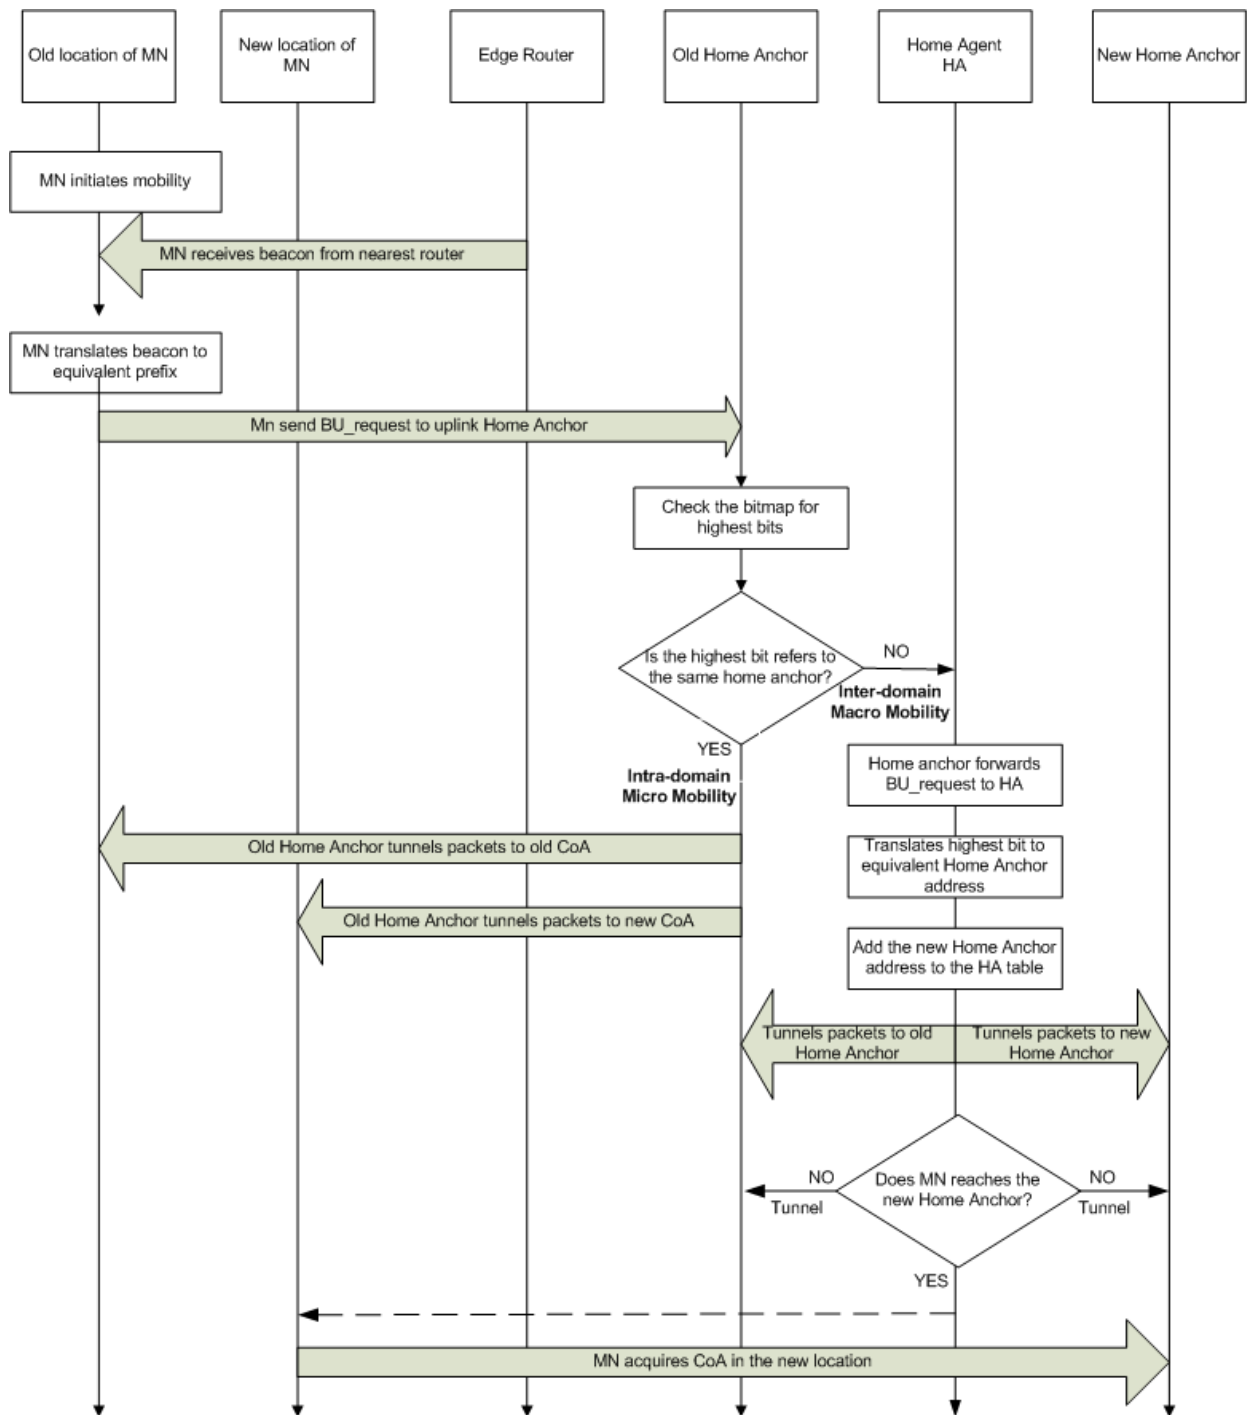 Old location of MN
New location of
MN
Edge Router
Old Home Anchor
Home Agent
HA
New Home Anchor
MN initiates mobility
MN receives beacon from nearest router
MN translates beacon to
equivalent prefix
Mn send BU_request to uplink Home Anchor
Check the bitmap for
highest bits
Is the highest bit refers to
the same home anchor?
NO
Inter-domain
Macro Mobility
YES
Intra-domain
Micro Mobility
Home anchor forwards
BU_request to HA
Old Home Anchor tunnels packets to old CoA
Translates highest bit to
equivalent Home Anchor
address
Old Home Anchor tunnels packets to new CoA
Add the new Home Anchor
address to the HA table
Tunnels packets to old
Home Anchor
Tunnels packets to new
Home Anchor
Does MN reaches the
new Home Anchor?
NO
Tunnel
NO
Tunnel
YES
MN acquires CoA in the new location